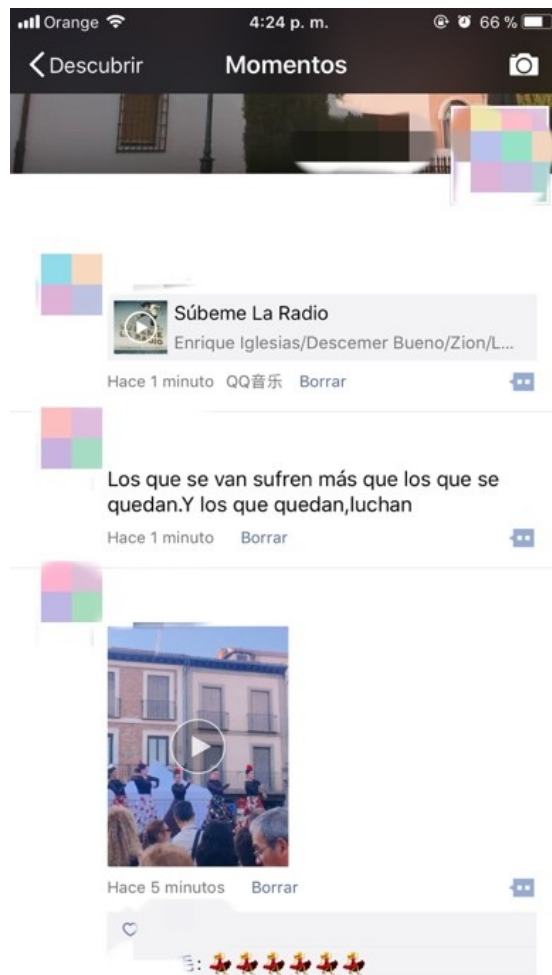 Orange 4:24 p. m. 66 %
Descubrir Momentos
Súbeme La Radio
Enrique Iglesias/Descemer Bueno/Zion/L...
Hace 1 minuto QQ音乐 Borrar
Los que se van sufren más que los que se
quedan.Y los que quedan,luchan
Hace 1 minuto Borrar
Hace 5 minutos Borrar